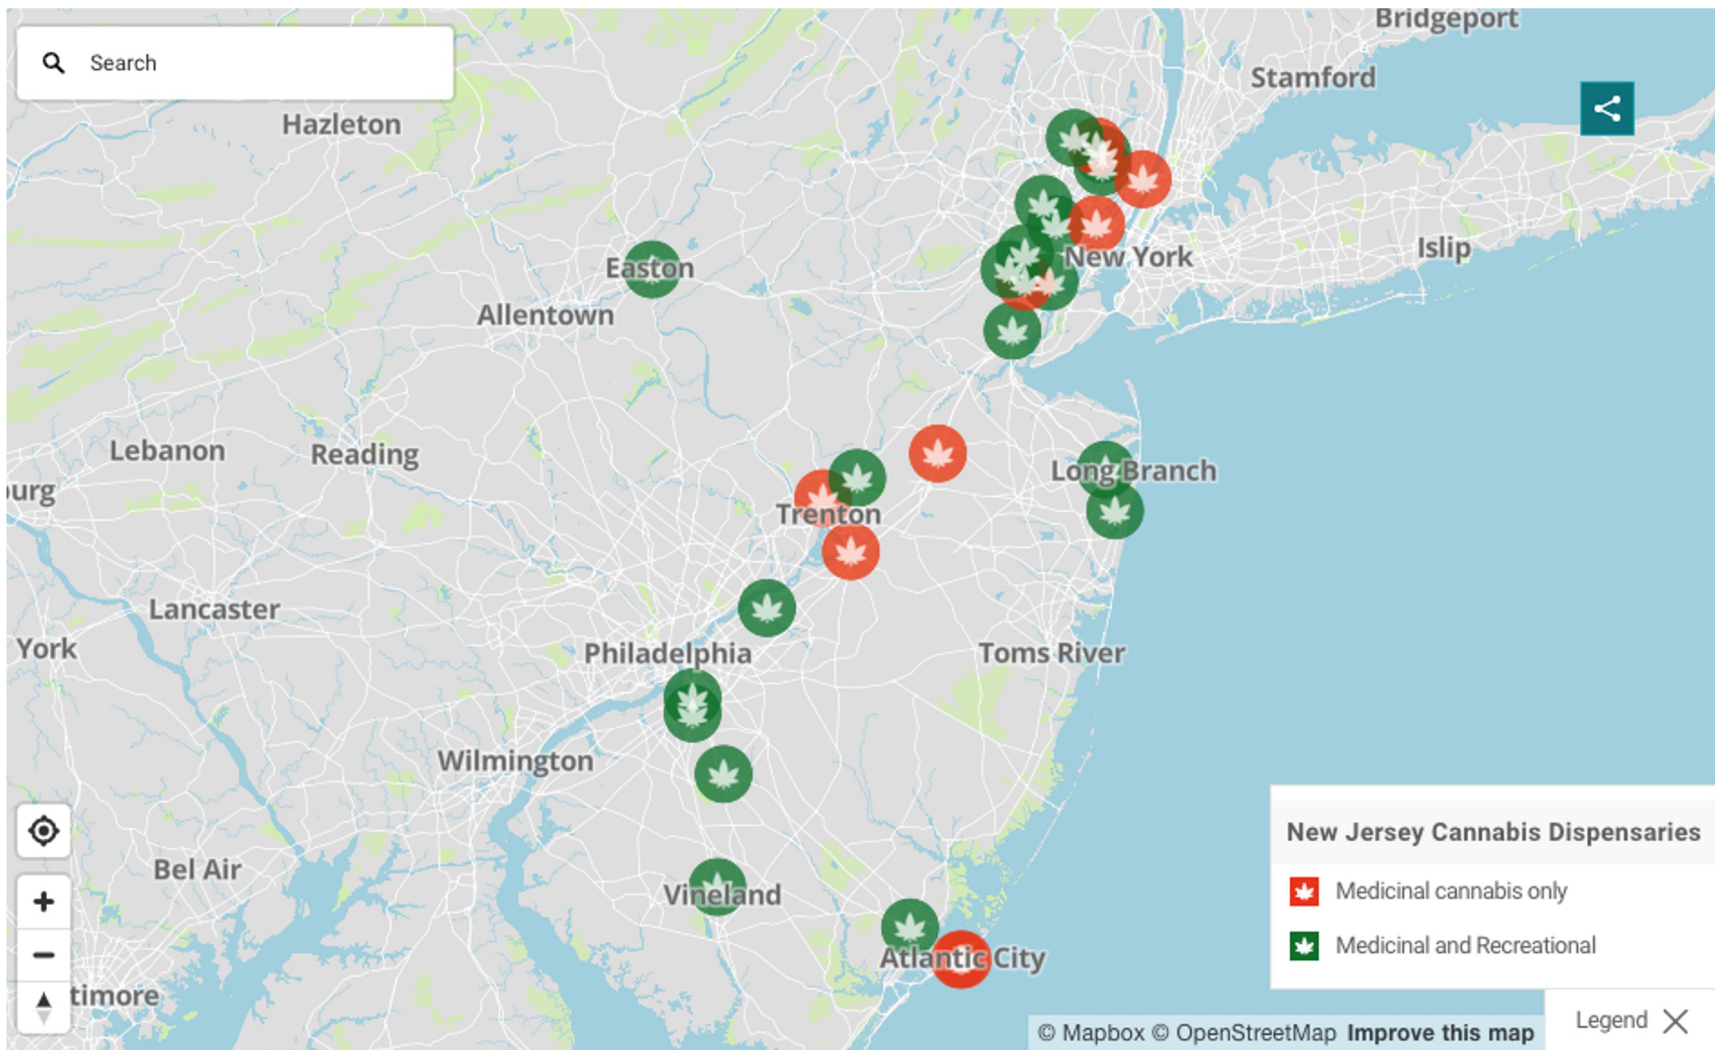 Bridgeport
Search
Stamford
Hazleton
Easton
New York
Islip
Allentown
Lebanon
Reading
Long Branch
burg
Trenton
Lancaster
York
Philadelphia
Toms River
Wilmington
New Jersey Cannabis Dispensaries
Bel Air
Medicinal cannabis only
Vineland
Medicinal and Recreational
Atlantic City
timore
Legend
© Mapbox © OpenStreetMap Improve this map